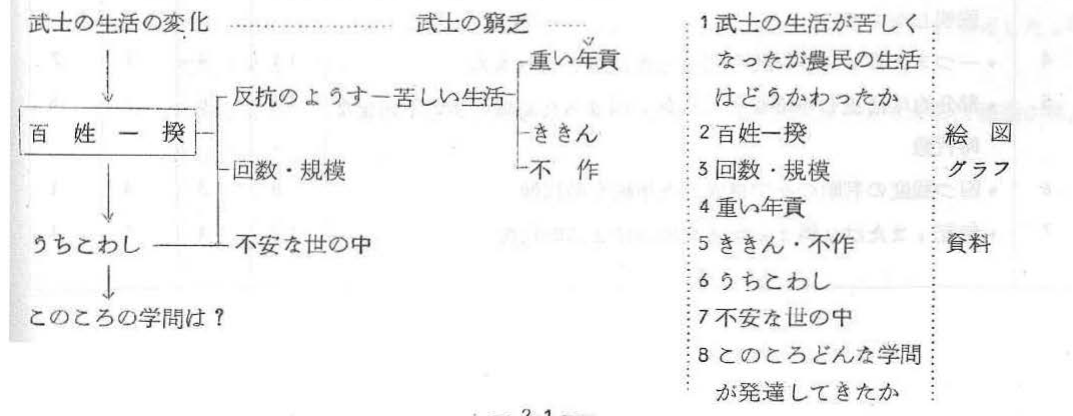 武士の生活の変化 ………… 武士の窮乏 ……
重い年貢
反抗のようす－苦しい生活
百姓一揆
ききん
回数・規模
不作
うちこわし
不安な世の中
このころの学問は？
1 武士の生活が苦しく
なったが農民の生活
はどうかわったか
2 百姓一揆 絵図
3 回数・規模 グラフ
4 重い年貢
5 ききん・不作 資料
6 うちこわし
7 不安な世の中
8 このころどんな学問
が発達してきたか
21